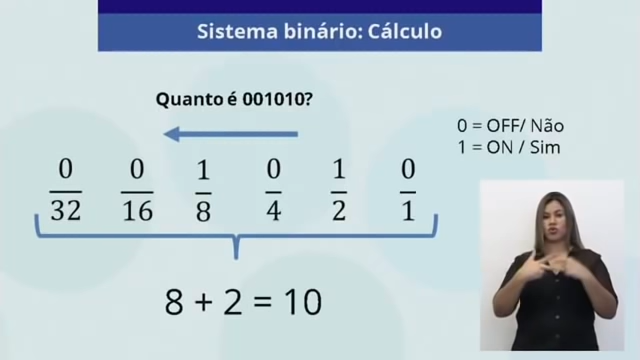 Sistema binário: Cálculo
Quanto é 001010?
0 = OFF/ Não
1 = ON / Sim
0 0 1 0 1 0
32 16 8 4 2 1
8 + 2 = 10